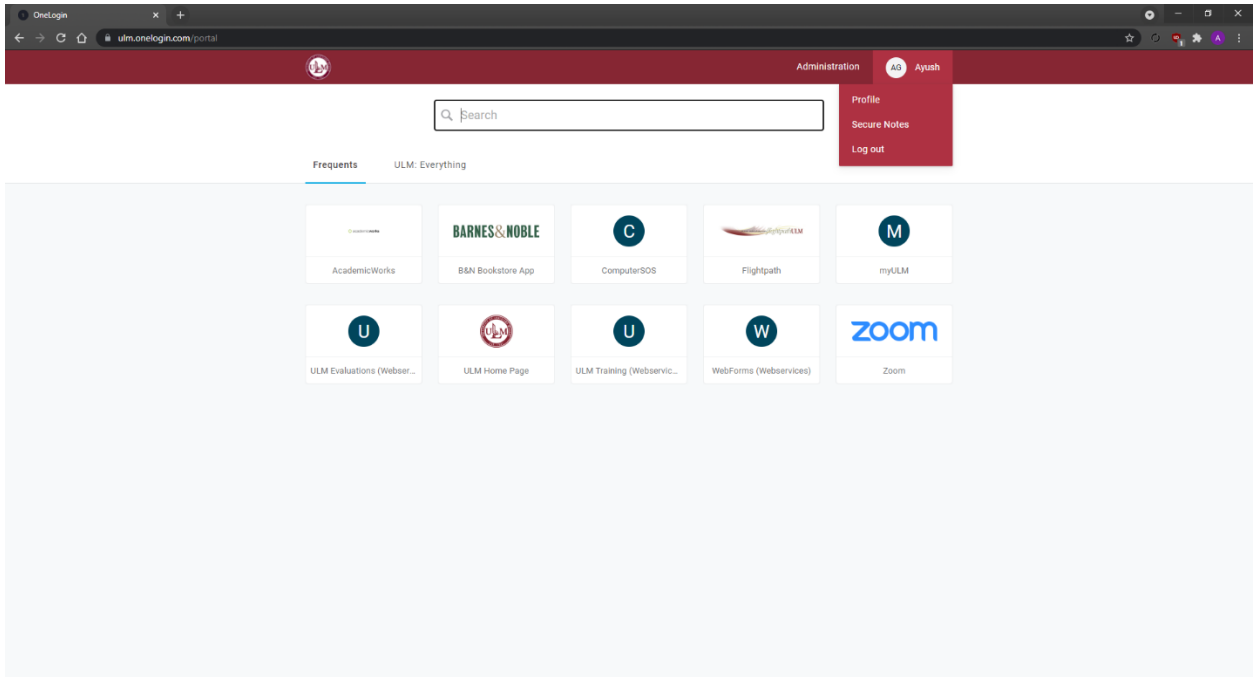 OneLogin
ulm.onelogin.com/portal
A
ULM
Administration
AG Ayush
Profile
Secure Notes
Log out
Search
Frequents ULM: Everything
BARNES&NOBLE C M
AcademicWorks B&N Bookstore App ComputerSOS Flightpath myULM
U ULM U W zoom
ULM Evaluations (Webser... ULM Home Page ULM Training (Webservic... WebForms (Webservices) Zoom